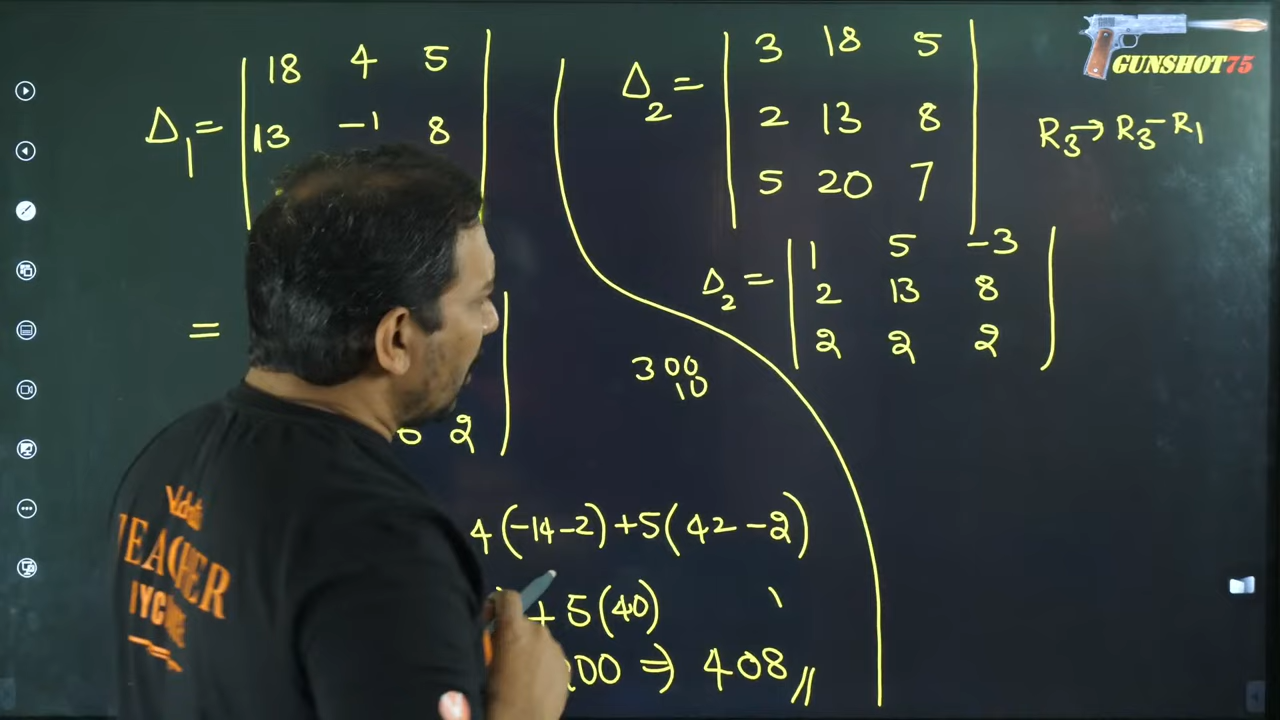 18 4 5
Δ₁ = 13 -1 8
=
0 2
4(-14-2)+5(42-2)
+5(40)
200 ⇒ 408 //
300
10
3 18 5
Δ₂ = 2 13 8
5 20 7
R₃→R₃-R₁
1 5 -3
Δ₂ = 2 13 8
2 2 2
GUNSHOT75
TEACHER